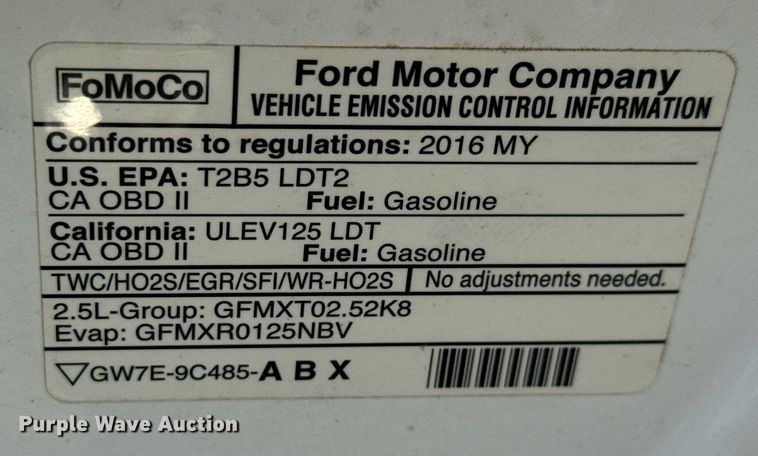 FoMoCo
Ford Motor Company
VEHICLE EMISSION CONTROL INFORMATION
Conforms to regulations: 2016 MY
U.S. EPA: T2B5 LDT2
CA OBD II Fuel: Gasoline
California: ULEV125 LDT
CA OBD II Fuel: Gasoline
TWC/HO2S/EGR/SFI/WR-HO2S No adjustments needed.
2.5L-Group: GFMXT02.52K8
Evap: GFMXR0125NBV
▽GW7E-9C485-A B X
Purple Wave Auction